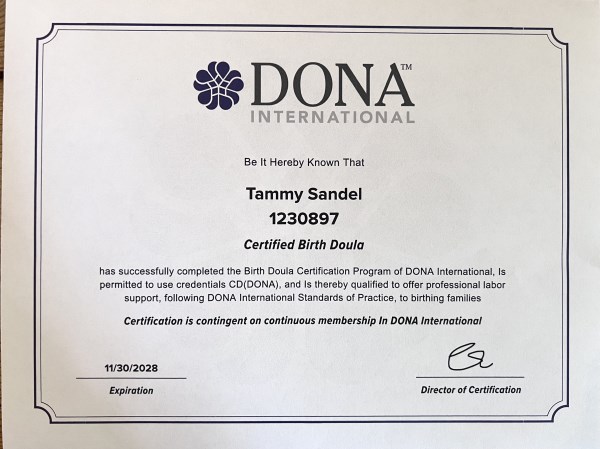 DONA™
INTERNATIONAL
Be It Hereby Known That
Tammy Sandel
1230897
Certified Birth Doula
has successfully completed the Birth Doula Certification Program of DONA International, Is
permitted to use credentials CD(DONA), and Is thereby qualified to offer professional labor
support, following DONA International Standards of Practice, to birthing families
Certification is contingent on continuous membership In DONA International
11/30/2028
Expiration
Director of Certification